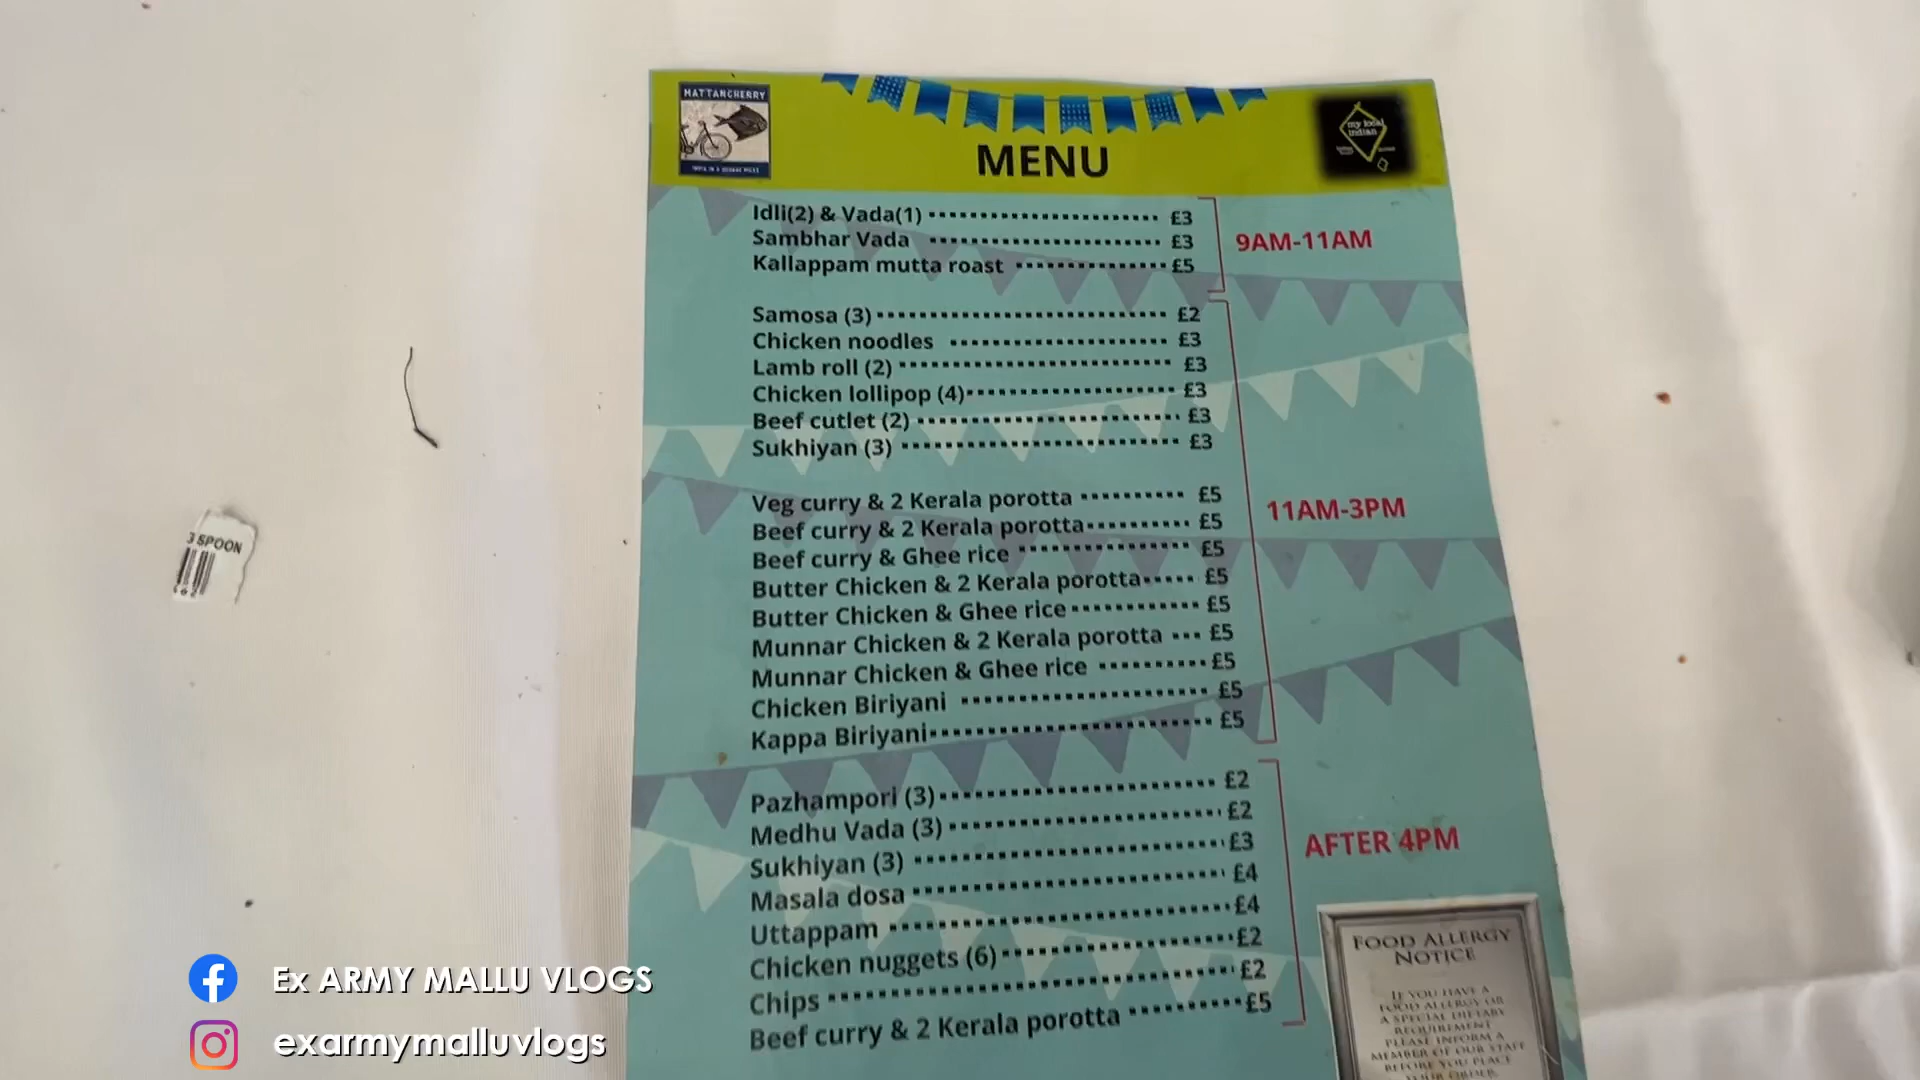 MATTANCHERRY
my local
indian
MENU
Idli(2) & Vada(1) £3
Sambhar Vada £3
Kallappam mutta roast £5
9AM-11AM
Samosa (3) £2
Chicken noodles £3
Lamb roll (2) £3
Chicken lollipop (4) £3
Beef cutlet (2) £3
Sukhiyan (3) £3
Veg curry & 2 Kerala porotta £5
Beef curry & 2 Kerala porotta £5
Beef curry & Ghee rice £5
Butter Chicken & 2 Kerala porotta £5
Butter Chicken & Ghee rice £5
Munnar Chicken & 2 Kerala porotta £5
Munnar Chicken & Ghee rice £5
Chicken Biriyani £5
Kappa Biriyani £5
11AM-3PM
Pazhampori (3) £2
Medhu Vada (3) £2
Sukhiyan (3) £3
Masala dosa £4
Uttappam £4
Chicken nuggets (6) £2
Chips £2
Beef curry & 2 Kerala porotta £5
AFTER 4PM
FOOD ALLERGY
NOTICE
IF YOU HAVE A
FOOD ALLERGY OR
A SPECIAL DIETARY
REQUIREMENT
PLEASE INFORM A
MEMBER OF OUR STAFF
BEFORE YOU PLACE
YOUR ORDER.
3 SPOON
Ex ARMY MALLU VLOGS
exarmymalluvlogs